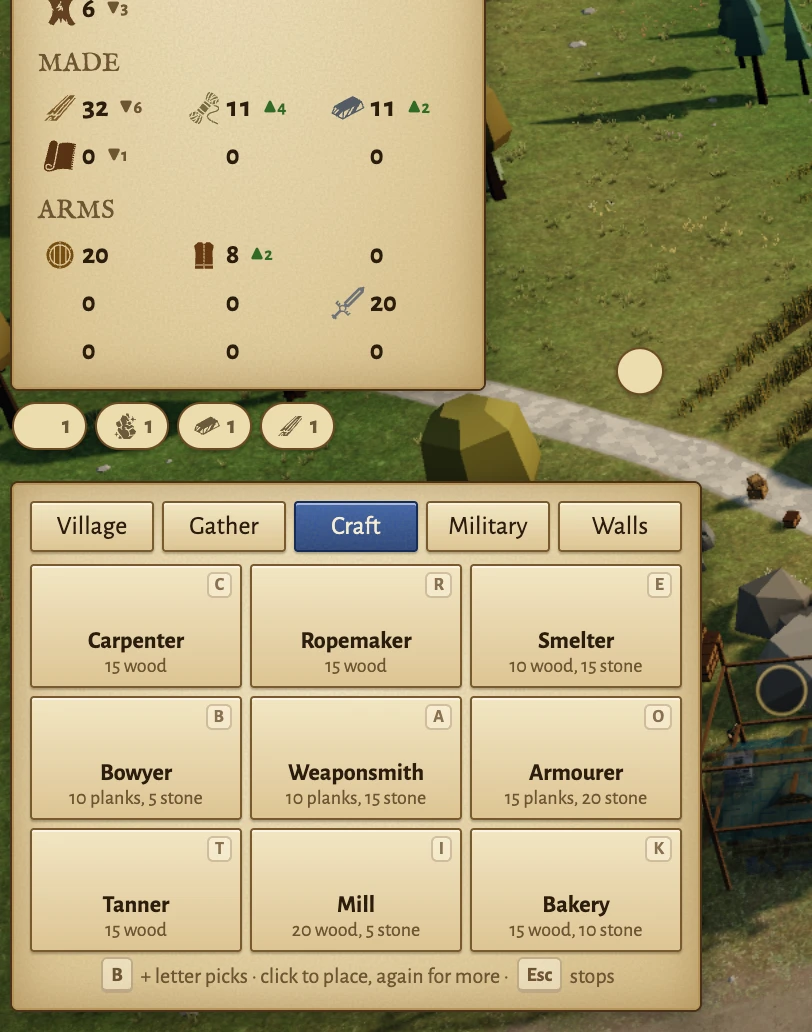 6 ▼3
MADE
32 ▼6 11 ▲4 11 ▲2
0 ▼1 0 0
ARMS
20 8 ▲2 0
0 0 20
0 0 0
1 1 1 1
Village Gather Craft Military Walls
C R E
Carpenter Ropemaker Smelter
15 wood 15 wood 10 wood, 15 stone
B A O
Bowyer Weaponsmith Armourer
10 planks, 5 stone 10 planks, 15 stone 15 planks, 20 stone
T I K
Tanner Mill Bakery
15 wood 20 wood, 5 stone 15 wood, 10 stone
B + letter picks · click to place, again for more · Esc stops